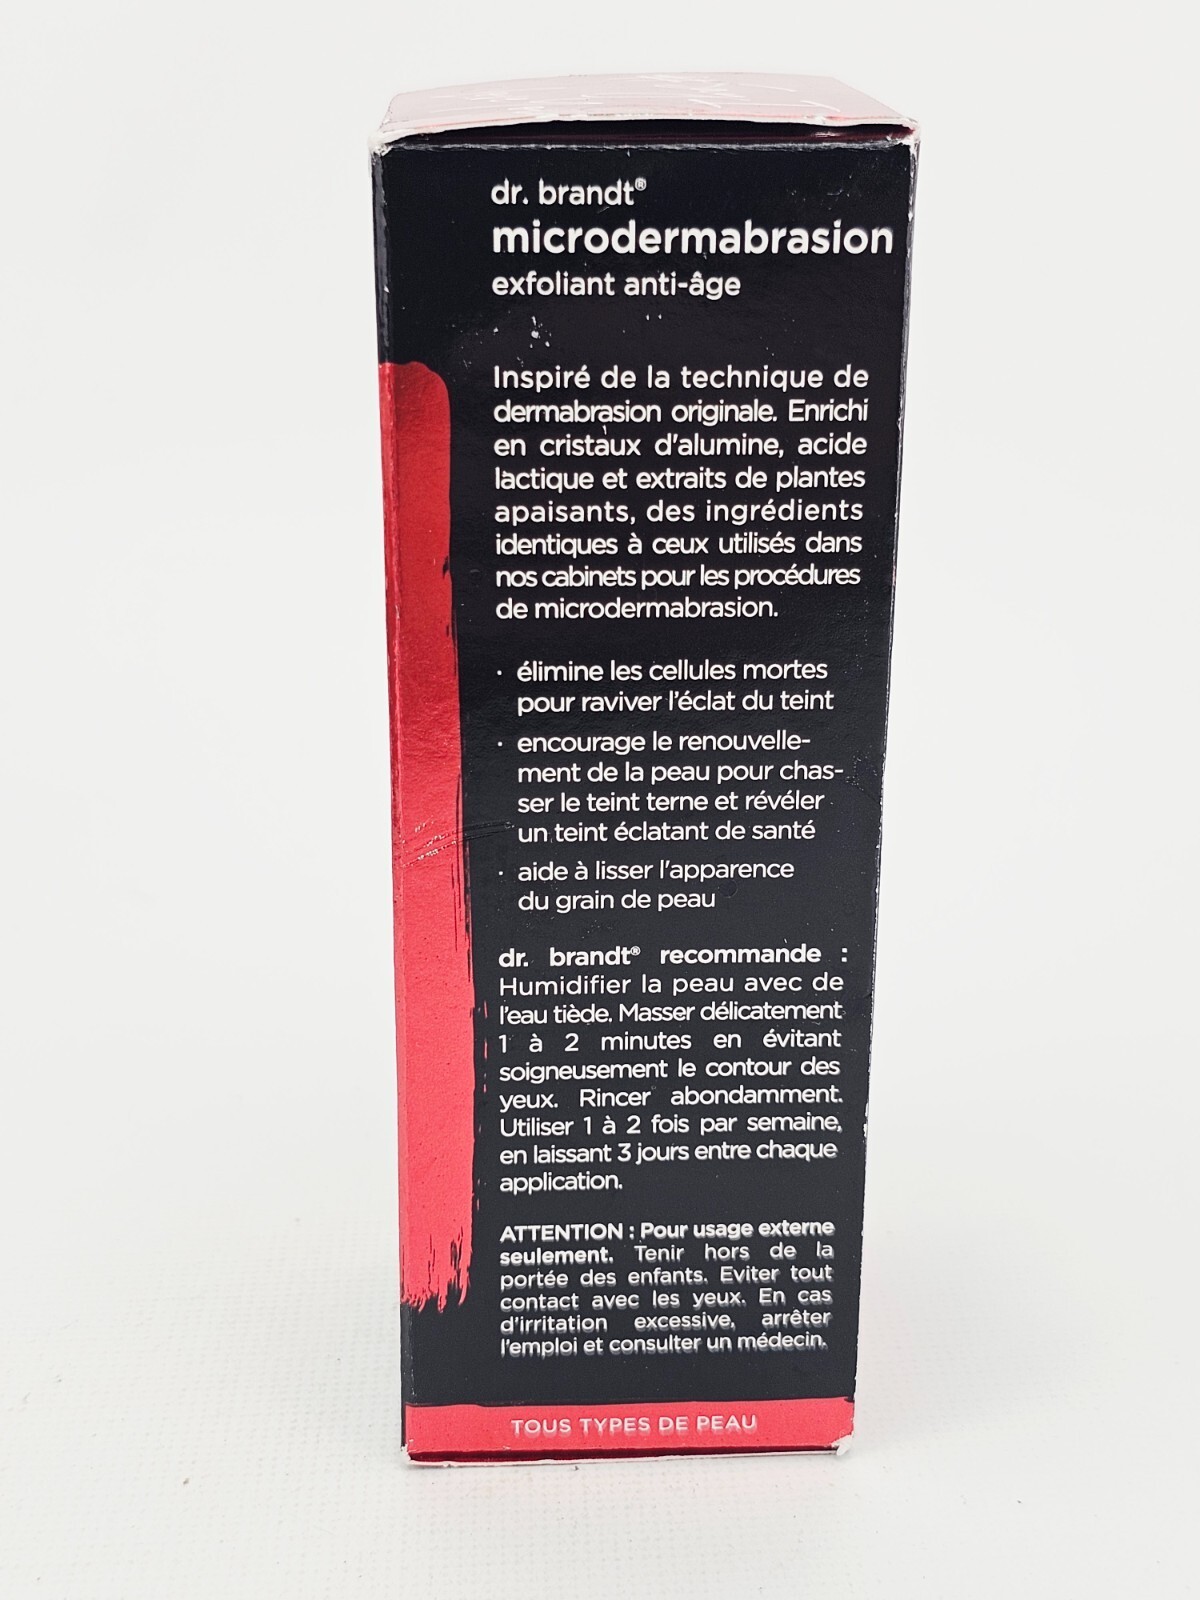 dr. brandt®
microdermabrasion
exfoliant anti-âge
Inspiré de la technique de
dermabrasion originale. Enrichi
en cristaux d'alumine, acide
lactique et extraits de plantes
apaisants, des ingrédients
identiques à ceux utilisés dans
nos cabinets pour les procédures
de microdermabrasion.
· élimine les cellules mortes
pour raviver l'éclat du teint
· encourage le renouvelle-
ment de la peau pour chas-
ser le teint terne et révéler
un teint éclatant de santé
· aide à lisser l'apparence
du grain de peau
dr. brandt® recommande :
Humidifier la peau avec de
l'eau tiède. Masser délicatement
1 à 2 minutes en évitant
soigneusement le contour des
yeux. Rincer abondamment.
Utiliser 1 à 2 fois par semaine,
en laissant 3 jours entre chaque
application.
ATTENTION : Pour usage externe
seulement. Tenir hors de la
portée des enfants. Eviter tout
contact avec les yeux. En cas
d'irritation excessive, arrêter
l'emploi et consulter un médecin.
TOUS TYPES DE PEAU